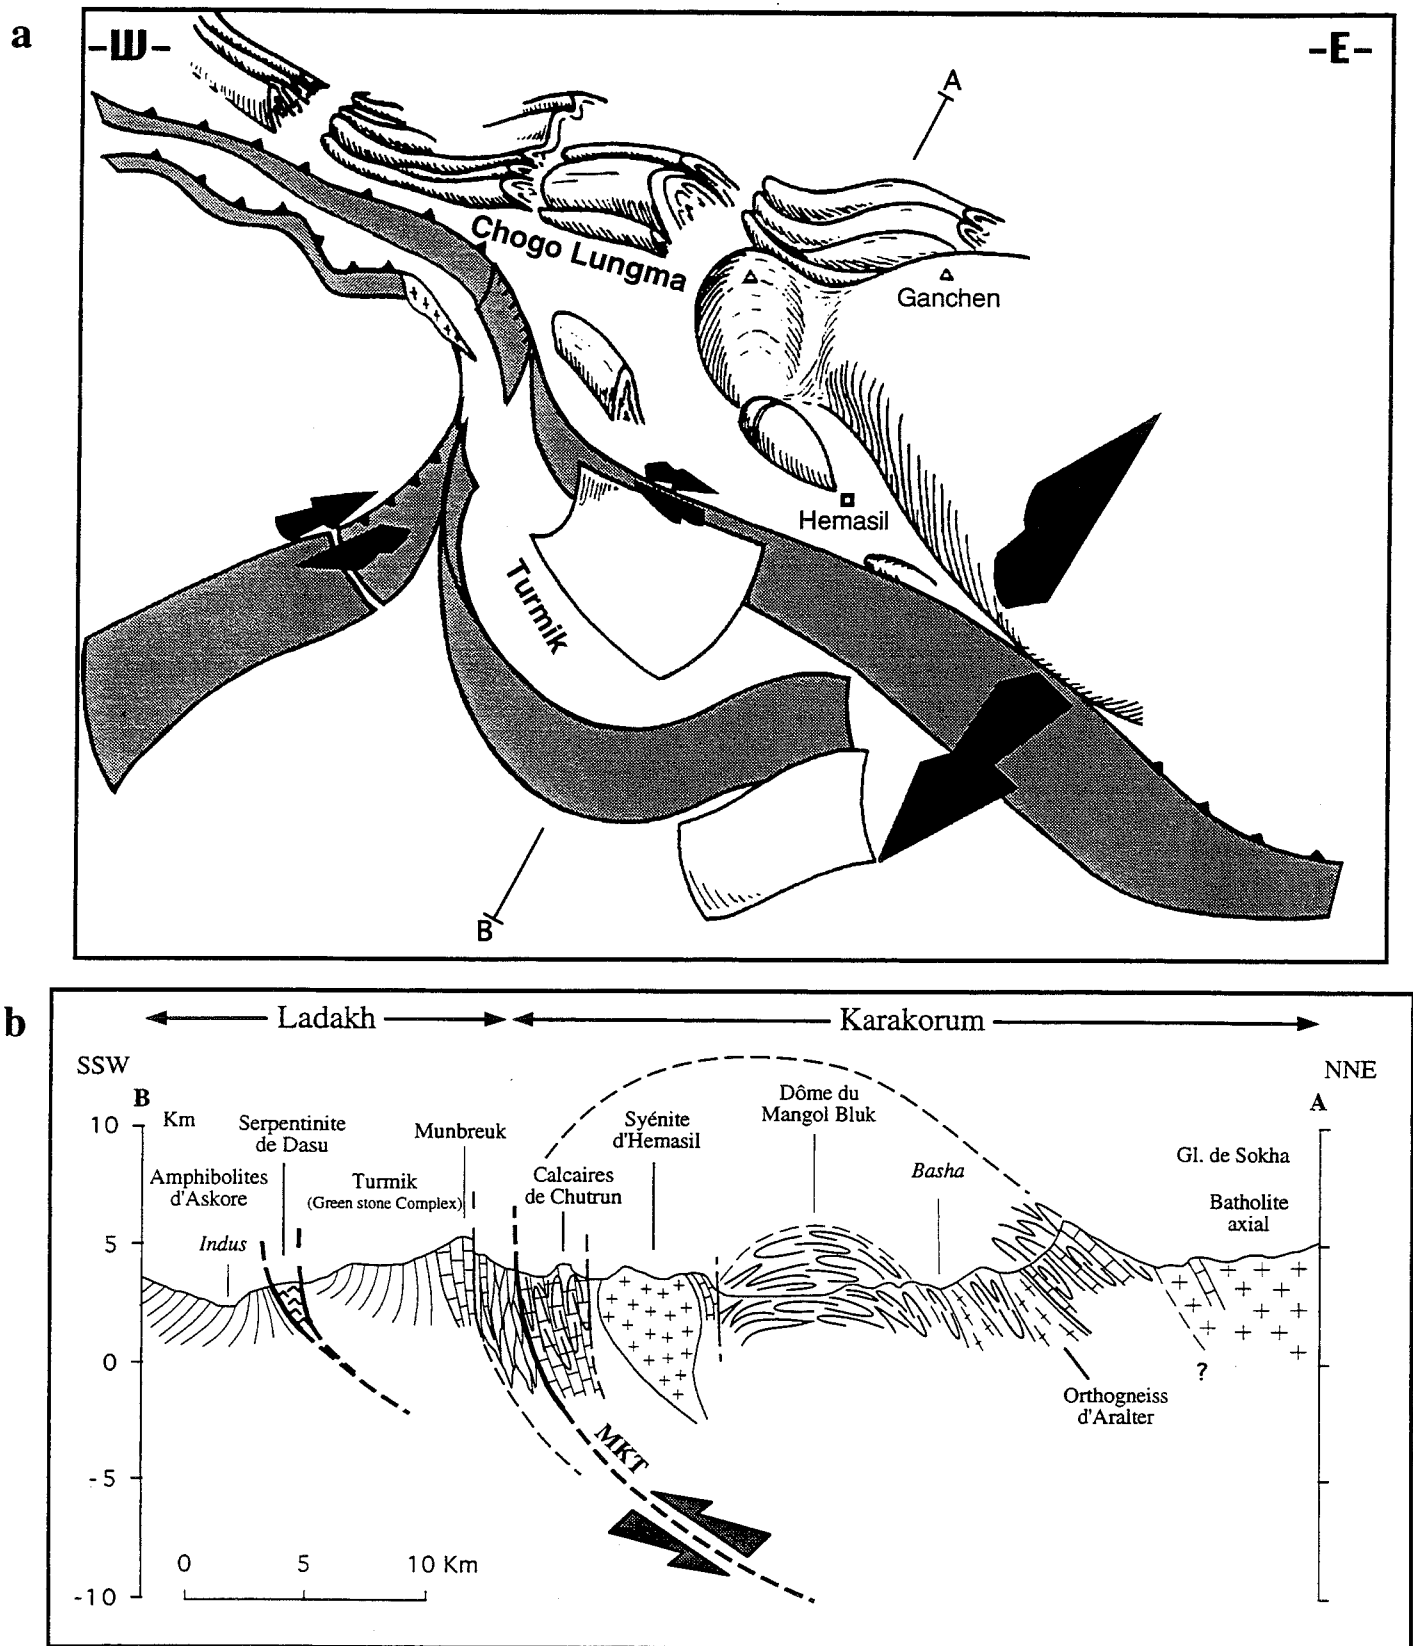 a
-W-
-E-
A
Chogo Lungma
Ganchen
Hemasil
Turmik
B
b
Ladakh
Karakorum
SSW
NNE
B
A
Km
10
5
0
-5
-10
Serpentinite
de Dasu
Munbreuk
Syénite
d'Hemasil
Dôme du
Mangol Bluk
Amphibolites
d'Askore
Turmik
(Green stone Complex)
Calcaires
de Chutrun
Basha
Gl. de Sokha
Batholite
axial
Indus
?
Orthogneiss
d'Aralter
MKT
0 5 10 Km